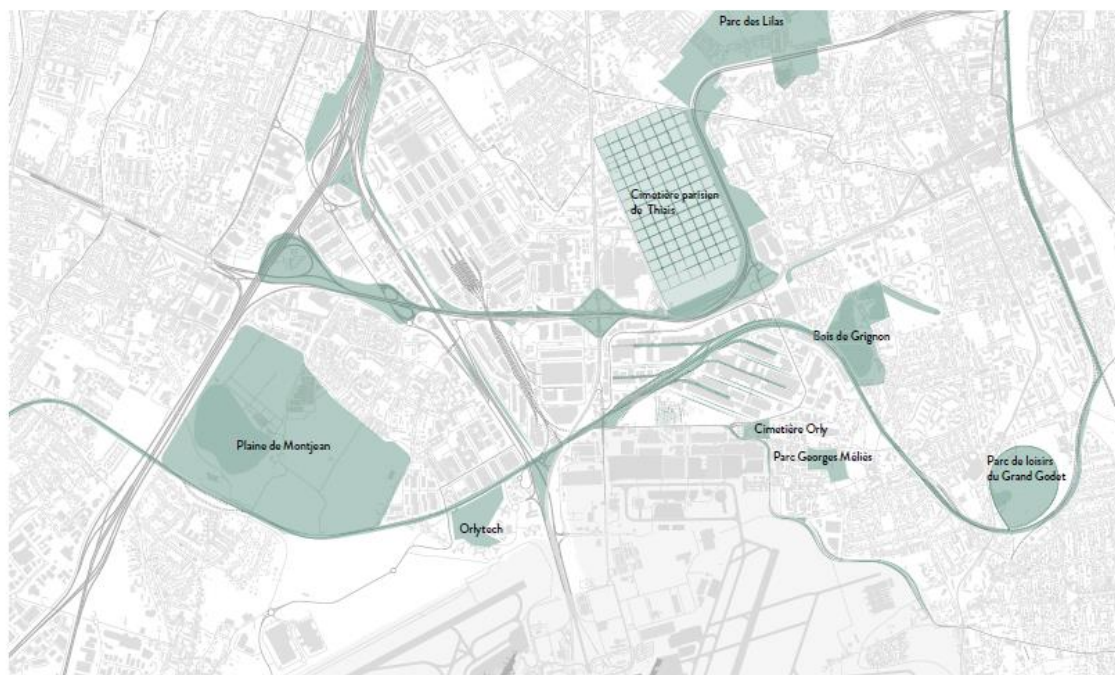 Parc des Lilas
Cimetière parisien
de Thiais
Bois de Grignon
Cimetière Orly
Plaine de Montjean
Parc Georges Méliès
Parc de loisirs
du Grand Godet
Orlytech